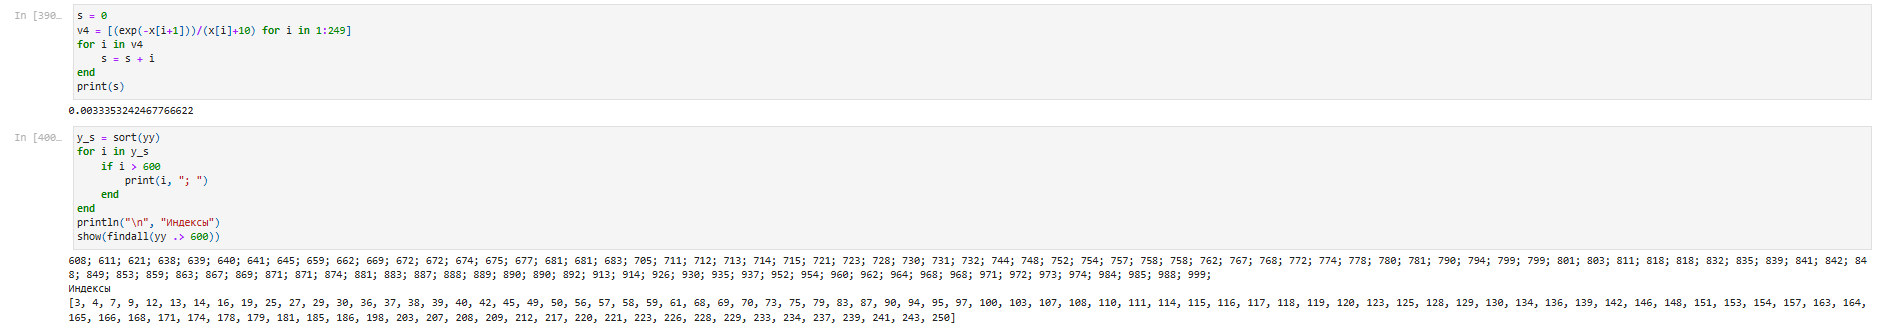 In [390…
s = 0
v4 = [(exp(-x[i+1]))/(x[i]+10) for i in 1:249]
for i in v4
    s = s + i
end
print(s)
0.0033353242467766622
In [400…
y_s = sort(yy)
for i in y_s
    if i > 600
        print(i, "; ")
    end
end
println("\n", "Индексы")
show(findall(yy .> 600))
608; 611; 621; 638; 639; 640; 641; 645; 659; 662; 669; 672; 672; 674; 675; 677; 681; 681; 683; 705; 711; 712; 713; 714; 715; 721; 723; 728; 730; 731; 732; 744; 748; 752; 754; 757; 758; 758; 762; 767; 768; 772; 774; 778; 780; 781; 790; 794; 799; 799; 801; 803; 811; 818; 818; 832; 835; 839; 841; 842; 84
8; 849; 853; 859; 863; 867; 869; 871; 871; 874; 881; 883; 887; 888; 889; 890; 890; 892; 913; 914; 926; 930; 935; 937; 952; 954; 960; 962; 964; 968; 968; 971; 972; 973; 974; 984; 985; 988; 999;
Индексы
[3, 4, 7, 9, 12, 13, 14, 16, 19, 25, 27, 29, 30, 36, 37, 38, 39, 40, 42, 45, 49, 50, 56, 57, 58, 59, 61, 68, 69, 70, 73, 75, 79, 83, 87, 90, 94, 95, 97, 100, 103, 107, 108, 110, 111, 114, 115, 116, 117, 118, 119, 120, 123, 125, 128, 129, 130, 134, 136, 139, 142, 146, 148, 151, 153, 154, 157, 163, 164,
165, 166, 168, 171, 174, 178, 179, 181, 185, 186, 198, 203, 207, 208, 209, 212, 217, 220, 221, 223, 226, 228, 229, 233, 234, 237, 239, 241, 243, 250]